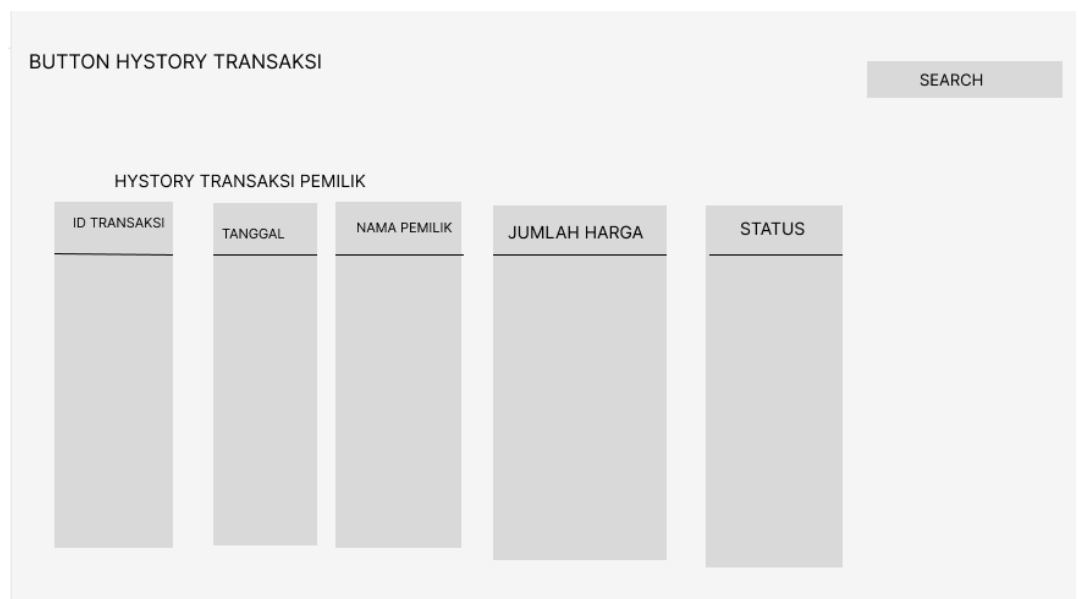 BUTTON HYSTORY TRANSAKSI
SEARCH
HYSTORY TRANSAKSI PEMILIK
ID TRANSAKSI
TANGGAL
NAMA PEMILIK
JUMLAH HARGA
STATUS